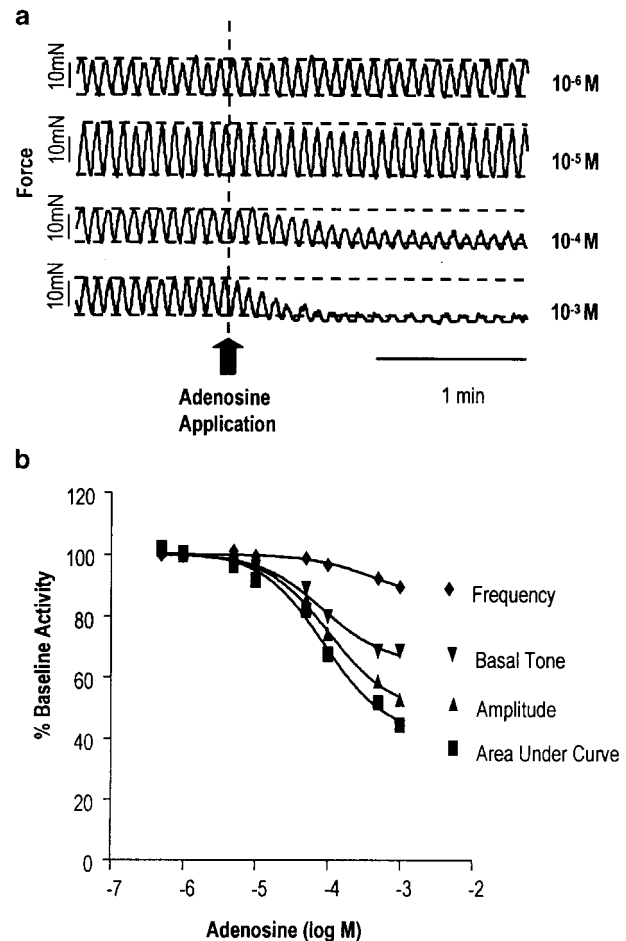 a
Force
10mN
10⁻⁶ M
10mN
10⁻⁵ M
10mN
10⁻⁴ M
10mN
10⁻³ M
Adenosine
Application
1 min
b
% Baseline Activity
120
100
80
60
40
20
0
-7 -6 -5 -4 -3 -2
Adenosine (log M)
Frequency
Basal Tone
Amplitude
Area Under Curve